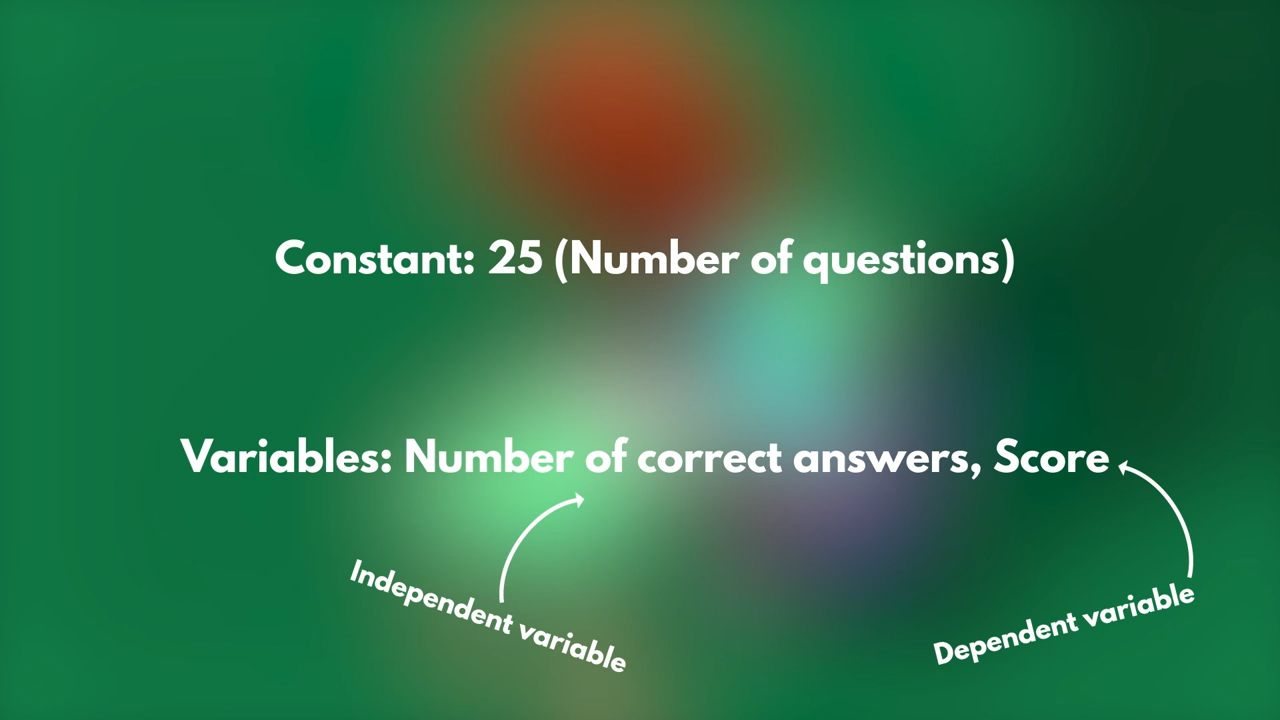 Constant: 25 (Number of questions)
Variables: Number of correct answers, Score
Independent variable
Dependent variable